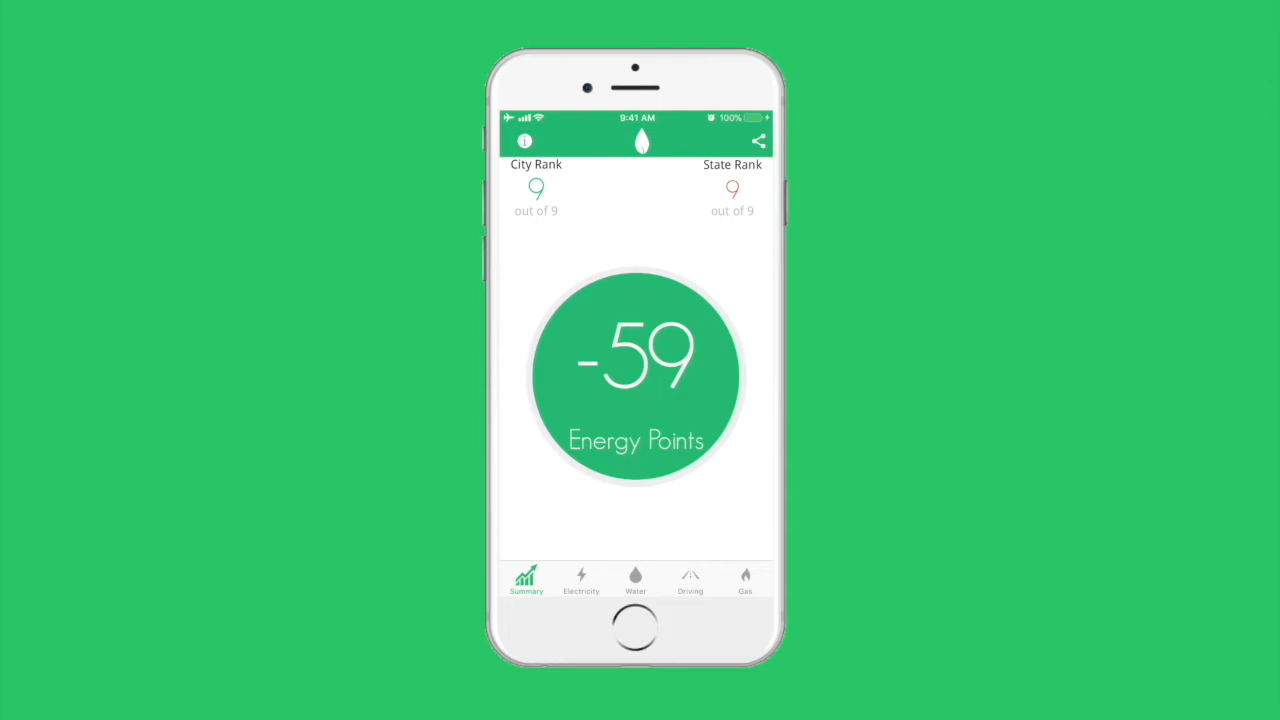 9:41 AM
100%
City Rank
9
out of 9
State Rank
9
out of 9
-59
Energy Points
Summary
Electricity
Water
Driving
Gas